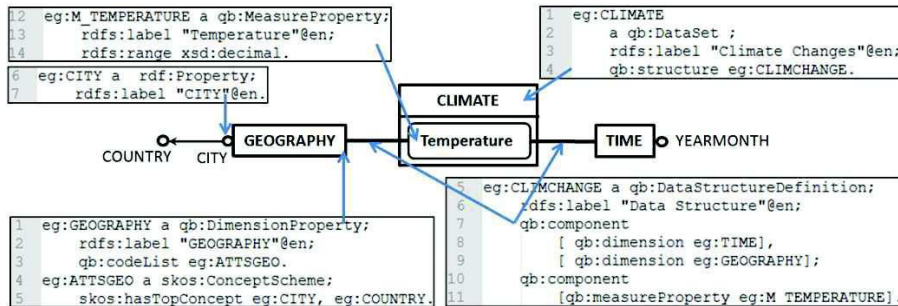 12 eg:M_TEMPERATURE a qb:MeasureProperty;
13 rdfs:label "Temperature"@en;
14 rdfs:range xsd:decimal.
1 eg:CLIMATE
2 a qb:DataSet ;
3 rdfs:label "Climate Changes"@en;
4 qb:structure eg:CLIMCHANGE.
6 eg:CITY a rdf:Property;
7 rdfs:label "CITY"@en.
CLIMATE
COUNTRY
CITY
GEOGRAPHY
Temperature
TIME
YEARMONTH
1 eg:GEOGRAPHY a qb:DimensionProperty;
2 rdfs:label "GEOGRAPHY"@en;
3 qb:codeList eg:ATTSGEO.
4 eg:ATTSGEO a skos:ConceptScheme;
5 skos:hasTopConcept eg:CITY, eg:COUNTRY.
5 eg:CLIMCHANGE a qb:DataStructureDefinition;
6 rdfs:label "Data Structure"@en;
7 qb:component
8 [ qb:dimension eg:TIME],
9 [ qb:dimension eg:GEOGRAPHY];
10 qb:component
11 [qb:measureProperty eg:M_TEMPERATURE].